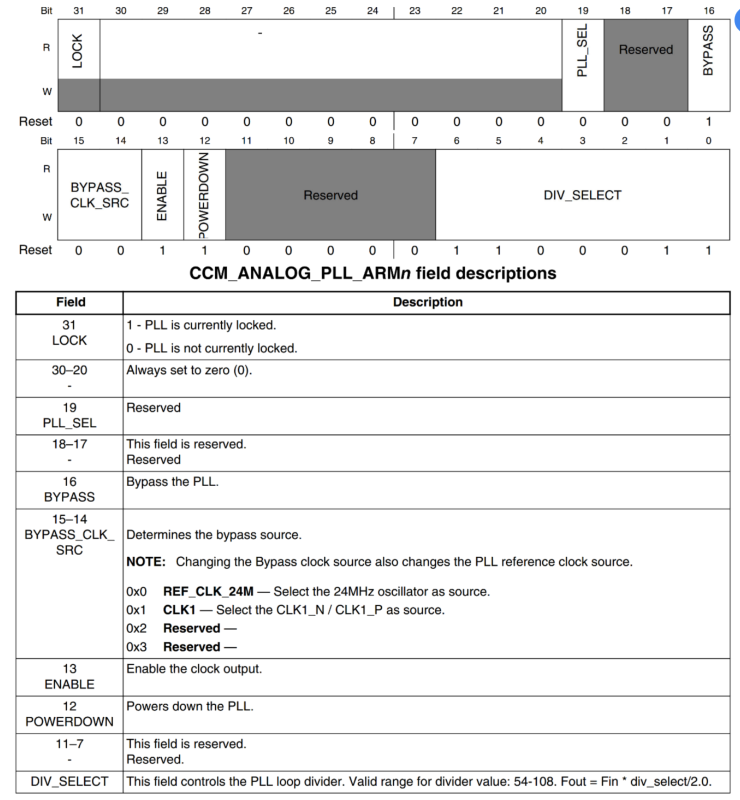 Bit 31 30 29 28 27 26 25 24 23 22 21 20 19 18 17 16
R LOCK - PLL_SEL Reserved BYPASS
W
Reset 0 0 0 0 0 0 0 0 0 0 0 0 0 0 0 1
Bit 15 14 13 12 11 10 9 8 7 6 5 4 3 2 1 0
R
BYPASS_
CLK_SRC
ENABLE
POWERDOWN
Reserved
DIV_SELECT
W
Reset 0 0 1 1 0 0 0 0 0 1 1 0 0 0 1 1
CCM_ANALOG_PLL_ARMn field descriptions
Field Description
31
LOCK
1 - PLL is currently locked.
0 - PLL is not currently locked.
30–20
-
Always set to zero (0).
19
PLL_SEL
Reserved
18–17
-
This field is reserved.
Reserved
16
BYPASS
Bypass the PLL.
15–14
BYPASS_CLK_
SRC
Determines the bypass source.
NOTE: Changing the Bypass clock source also changes the PLL reference clock source.
0x0 REF_CLK_24M — Select the 24MHz oscillator as source.
0x1 CLK1 — Select the CLK1_N / CLK1_P as source.
0x2 Reserved —
0x3 Reserved —
13
ENABLE
Enable the clock output.
12
POWERDOWN
Powers down the PLL.
11–7
-
This field is reserved.
Reserved.
DIV_SELECT This field controls the PLL loop divider. Valid range for divider value: 54-108. Fout = Fin * div_select/2.0.